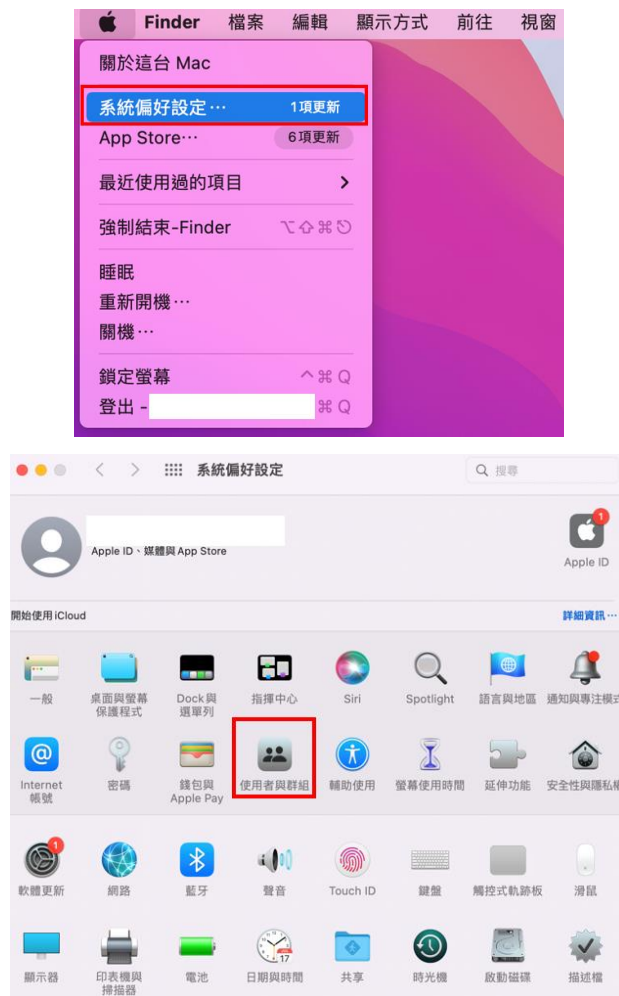 Finder 檔案 編輯 顯示方式 前往 視窗
關於這台 Mac
系統偏好設定⋯ 1項更新
App Store⋯ 6項更新
最近使用過的項目 >
強制結束-Finder ⌥⇧⌘⎋
睡眠
重新開機⋯
關機⋯
鎖定螢幕 ^⌘Q
登出 - ⌘Q
系統偏好設定 搜尋
Apple ID、媒體與 App Store
1
Apple ID
開始使用 iCloud 詳細資訊⋯
一般 桌面與螢幕 Dock 與 指揮中心 Siri Spotlight 語言與地區 通知與專注模式
保護程式 選單列
Internet 密碼 錢包與 使用者與群組 輔助使用 螢幕使用時間 延伸功能 安全性與隱私權
帳號 Apple Pay
1
軟體更新 網路 藍牙 聲音 Touch ID 鍵盤 觸控式軌跡板 滑鼠
17
顯示器 印表機與 電池 日期與時間 共享 時光機 啟動磁碟 描述檔
掃描器